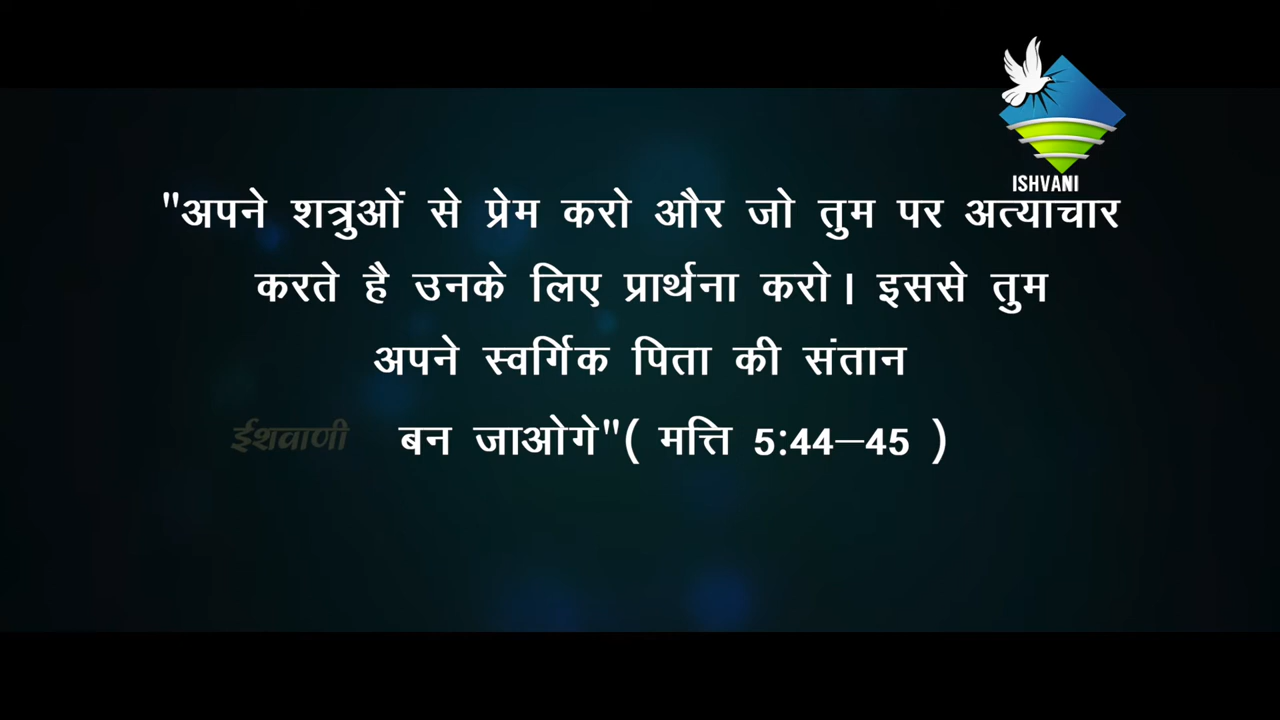 ISHVANI
"अपने शत्रुओं से प्रेम करो और जो तुम पर अत्याचार
करते है उनके लिए प्रार्थना करो। इससे तुम
अपने स्वर्गिक पिता की संतान
ईशवाणी बन जाओगे"( मत्ति 5:44–45 )